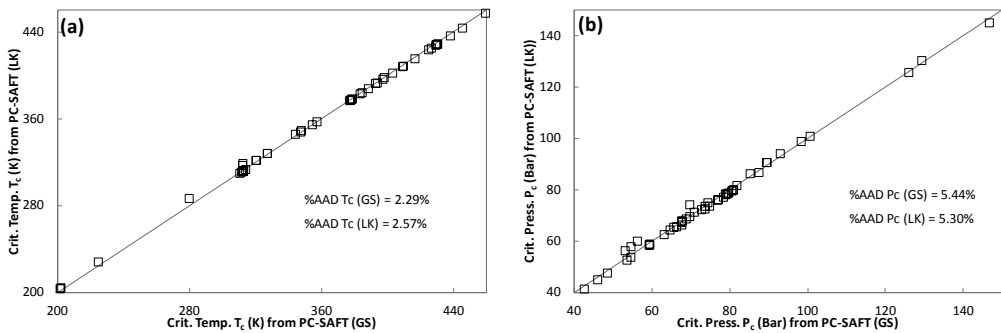 (a)
440
360
280
200
Crit. Temp. Tc (K) from PC-SAFT (LK)
%AAD Tc (GS) = 2.29%
%AAD Tc (LK) = 2.57%
200
280
360
440
Crit. Temp. Tc (K) from PC-SAFT (GS)
(b)
140
120
100
80
60
40
Crit. Press. Pc (Bar) from PC-SAFT (LK))
%AAD Pc (GS) = 5.44%
%AAD Pc (LK) = 5.30%
40
60
80
100
120
140
Crit. Press. Pc (Bar) from PC-SAFT (GS)